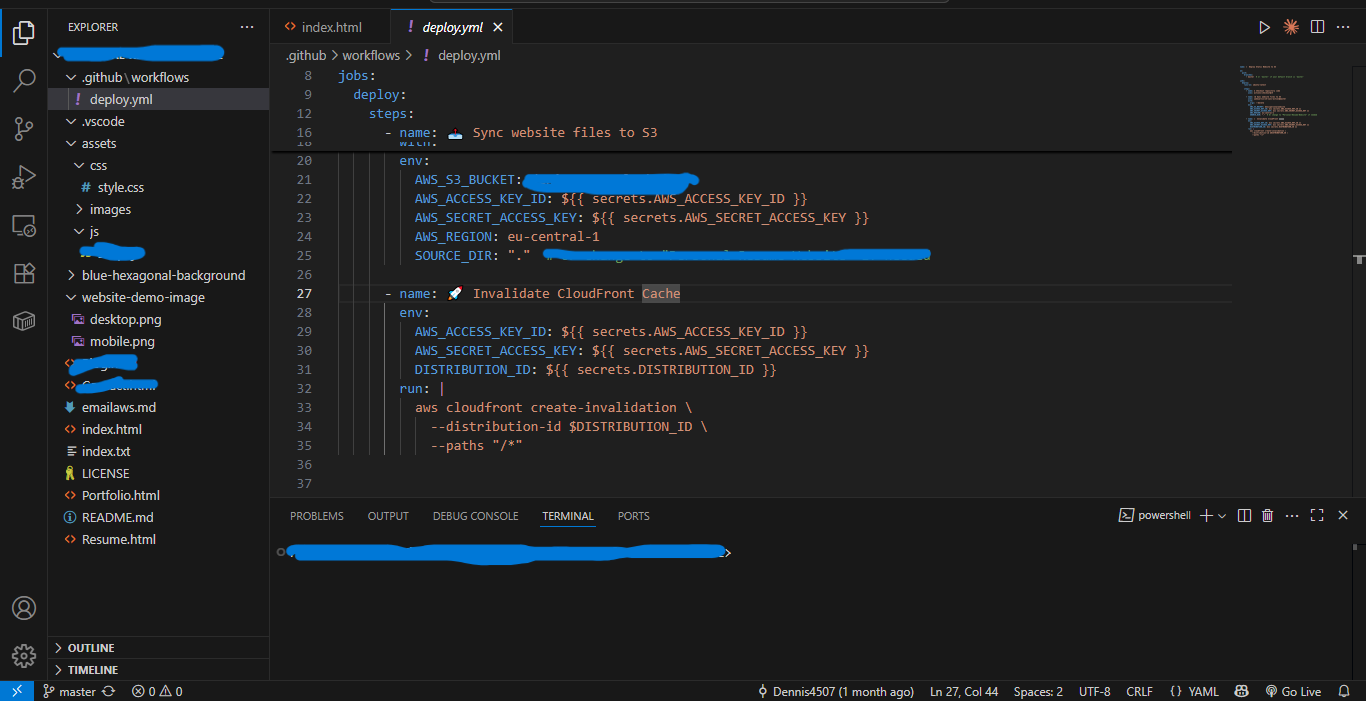 EXPLORER
.github \ workflows
deploy.yml
.vscode
assets
css
# style.css
images
js
blue-hexagonal-background
website-demo-image
desktop.png
mobile.png
emailaws.md
index.html
index.txt
LICENSE
Portfolio.html
README.md
Resume.html
OUTLINE
TIMELINE
index.html
! deploy.yml
.github > workflows > ! deploy.yml
8 jobs:
9 deploy:
12 steps:
16 - name: 📤 Sync website files to S3
18 with:
20 env:
21 AWS_S3_BUCKET:
22 AWS_ACCESS_KEY_ID: ${{ secrets.AWS_ACCESS_KEY_ID }}
23 AWS_SECRET_ACCESS_KEY: ${{ secrets.AWS_SECRET_ACCESS_KEY }}
24 AWS_REGION: eu-central-1
25 SOURCE_DIR: "."
26
27 - name: 🚀 Invalidate CloudFront Cache
28 env:
29 AWS_ACCESS_KEY_ID: ${{ secrets.AWS_ACCESS_KEY_ID }}
30 AWS_SECRET_ACCESS_KEY: ${{ secrets.AWS_SECRET_ACCESS_KEY }}
31 DISTRIBUTION_ID: ${{ secrets.DISTRIBUTION_ID }}
32 run: |
33 aws cloudfront create-invalidation \
34 --distribution-id $DISTRIBUTION_ID \
35 --paths "/*"
36
37
PROBLEMS OUTPUT DEBUG CONSOLE TERMINAL PORTS
powershell
>
master 0 0 Dennis4507 (1 month ago) Ln 27, Col 44 Spaces: 2 UTF-8 CRLF {} YAML Go Live